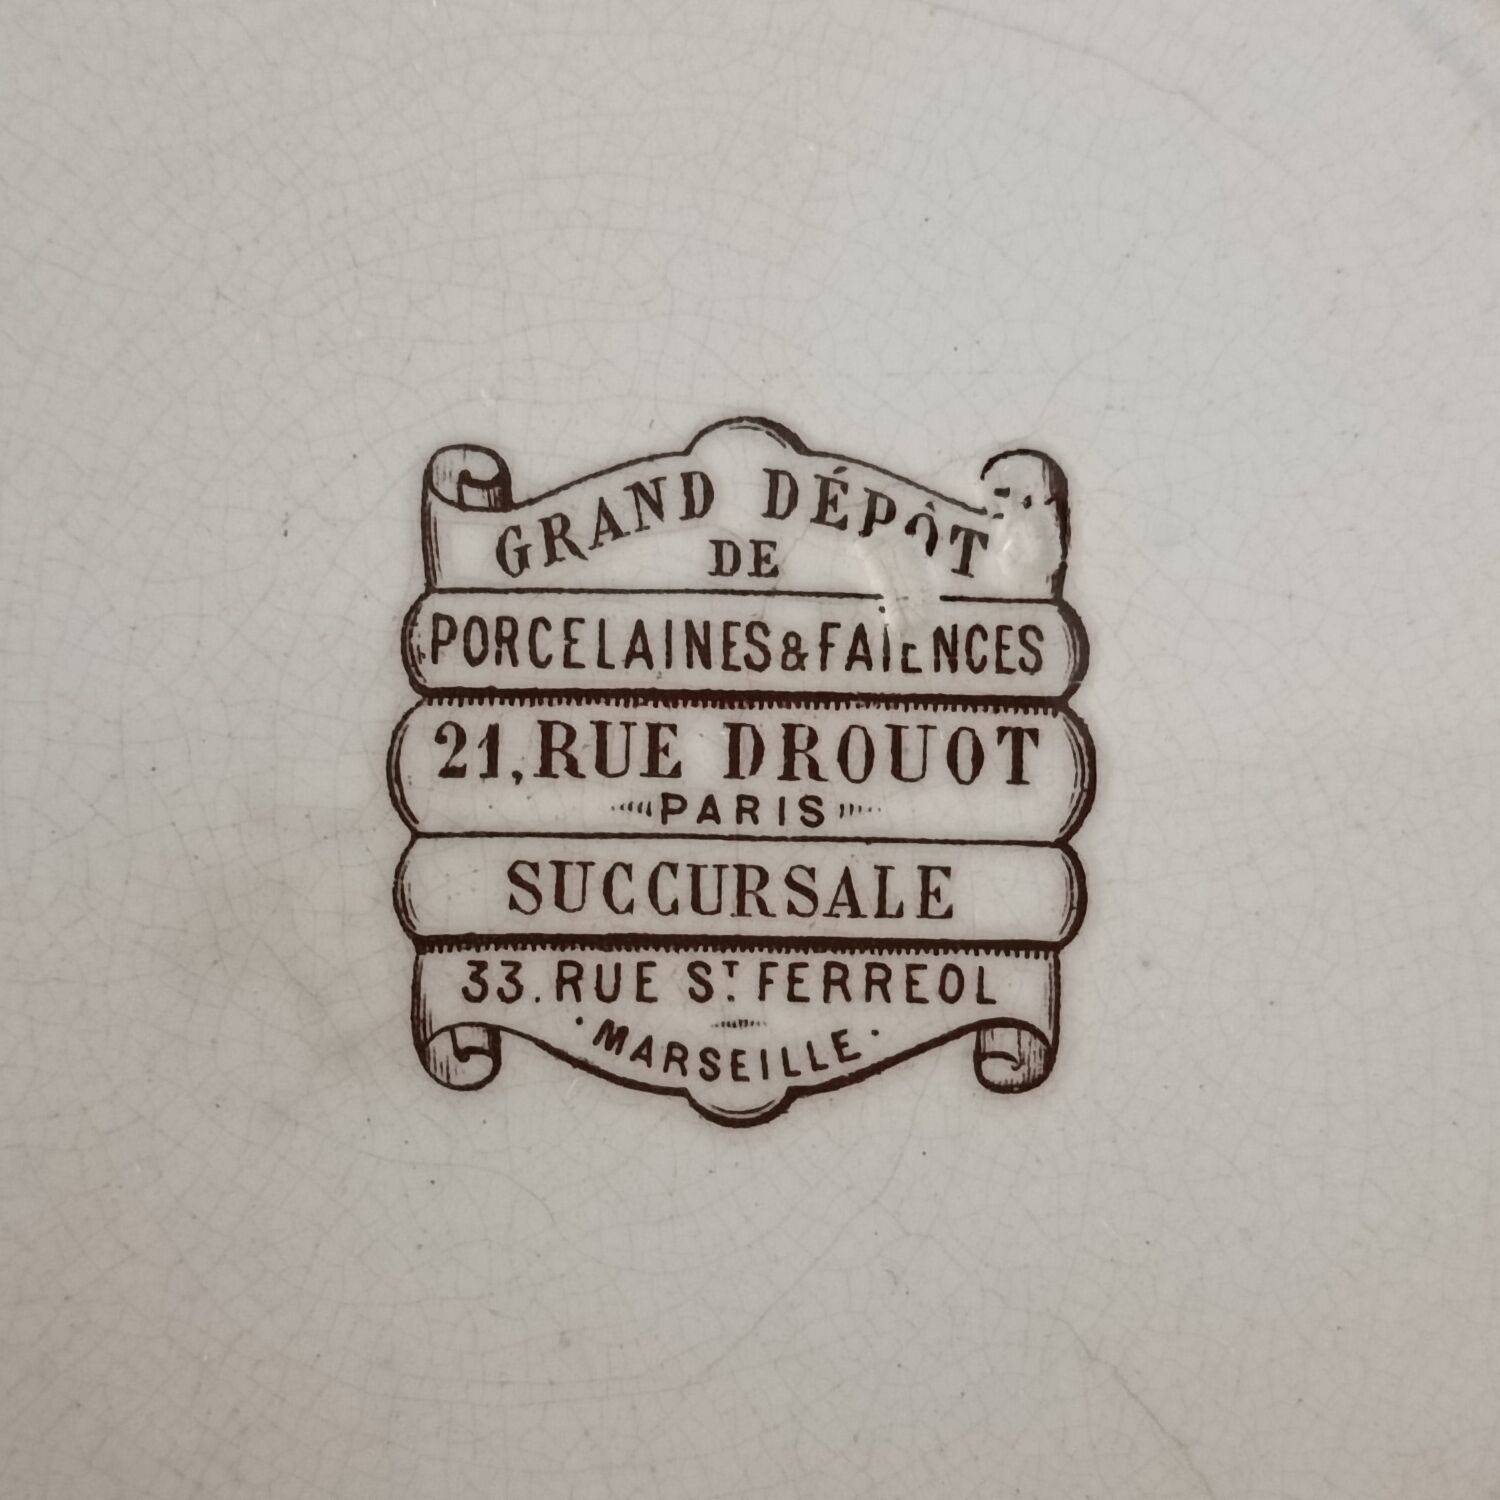 GRAND DÉPÔT
DE
PORCELAINES & FAÏENCES
21, RUE DROUOT
PARIS
SUCCURSALE
33. RUE ST. FERREOL
MARSEILLE